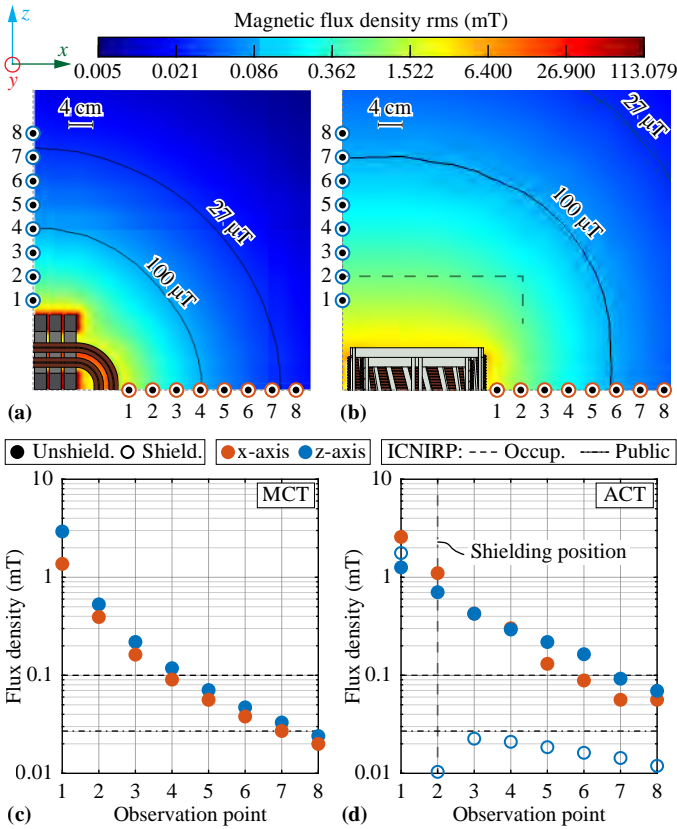 z
x
y
Magnetic flux density rms (mT)
0.005 0.021 0.086 0.362 1.522 6.400 26.900 113.079
4 cm
8
7
6
5
4
3
2
1
27 µT
100 µT
(a)
1 2 3 4 5 6 7 8
4 cm
8
7
6
5
4
3
2
1
27 µT
100 µT
(b)
1 2 3 4 5 6 7 8
Unshield. Shield.
x-axis z-axis
ICNIRP: Occup. Public
MCT
Flux density (mT)
10
1
0.1
0.01
1 2 3 4 5 6 7 8
(c) Observation point
ACT
Shielding position
Flux density (mT)
10
1
0.1
0.01
1 2 3 4 5 6 7 8
(d) Observation point